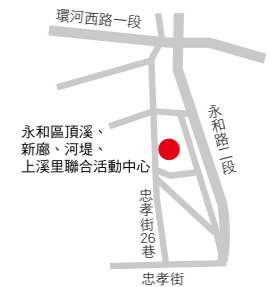 環河西路一段
永和區頂溪、
新廍、河堤、
上溪里聯合活動中心
永和路二段
忠孝街26巷
忠孝街